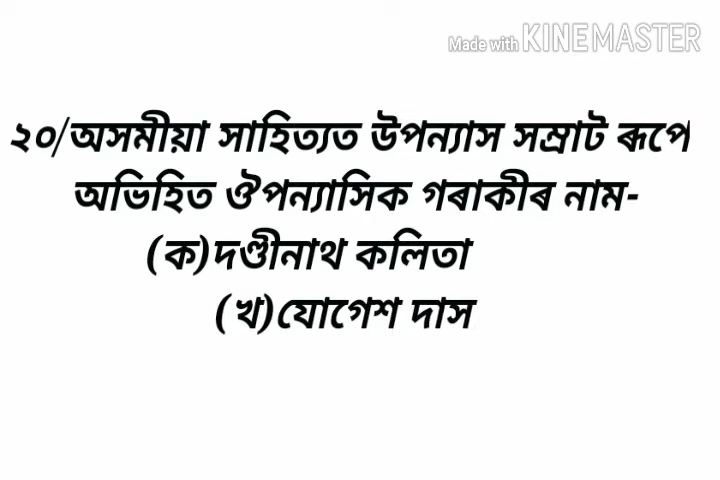 Made with KINEMASTER
২০/অসমীয়া সাহিত্যত উপন্যাস সম্ৰাট ৰূপে
অভিহিত ঔপন্যাসিক গৰাকীৰ নাম-
(ক)দণ্ডীনাথ কলিতা
(খ)যোগেশ দাস